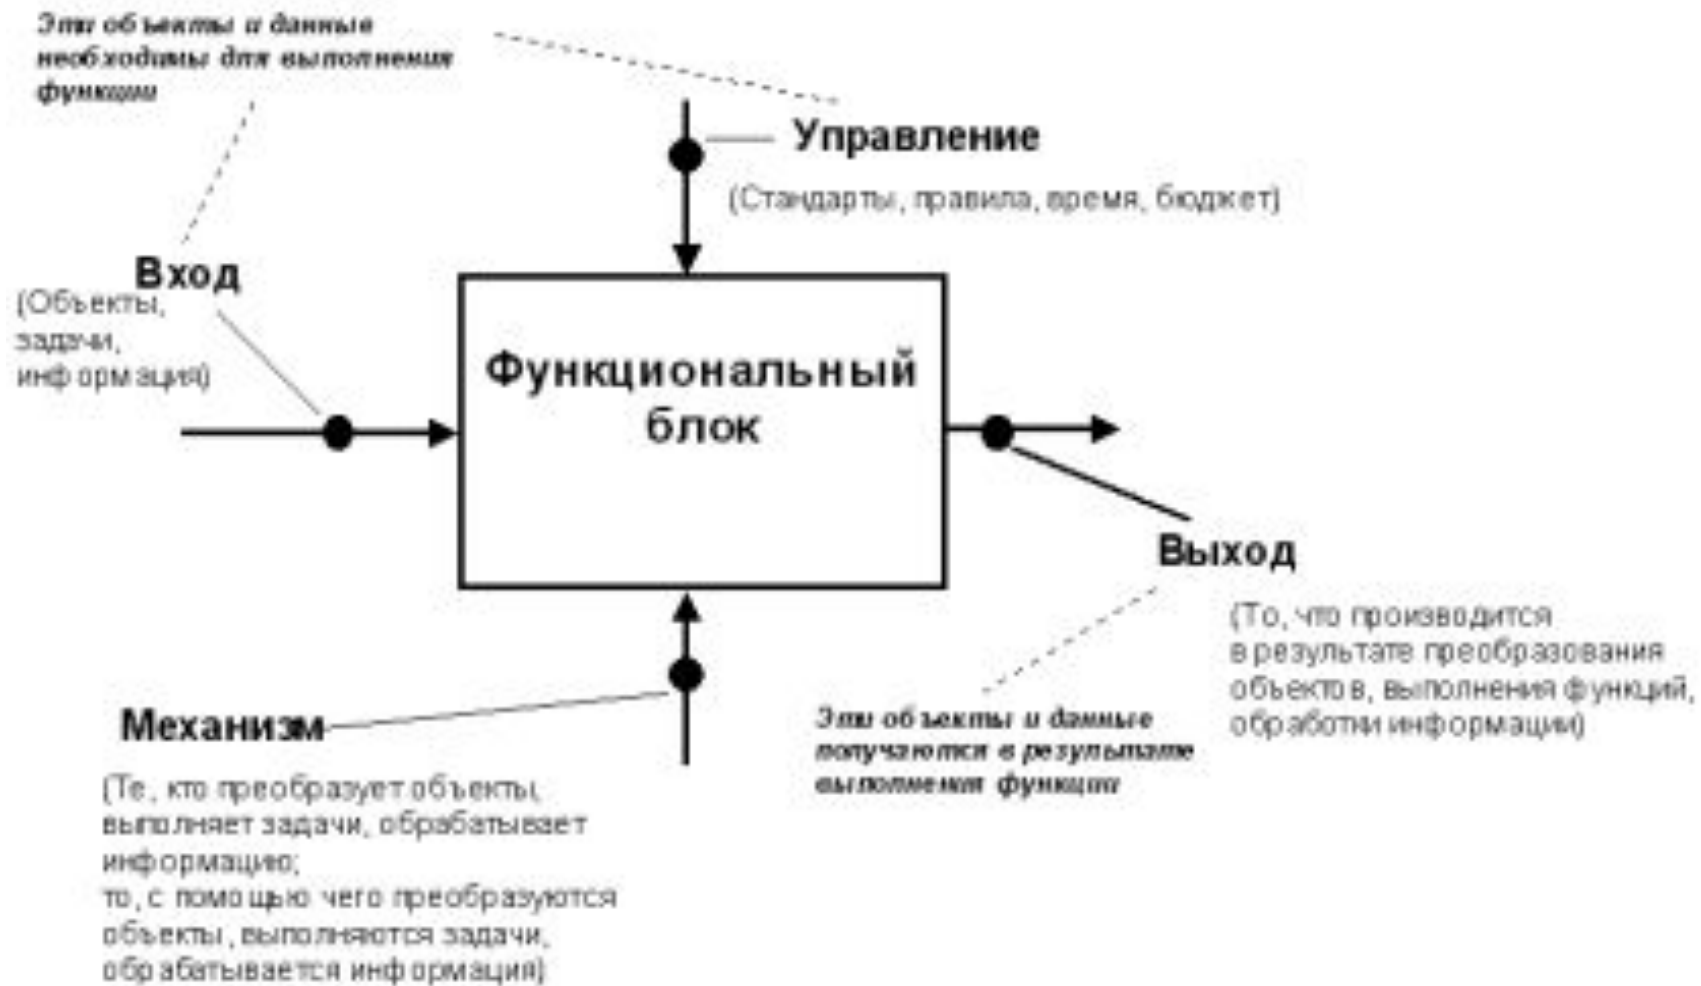 Эти объекты и данные
необходимы для выполнения
функции
Управление
(Стандарты, правила, время, бюджет)
Вход
(Объекты,
задачи,
информация)
Функциональный
блок
Выход
(То, что производится
в результате преобразования
объектов, выполнения функций,
обработки информации)
Эти объекты и данные
получаются в результате
выполнения функции
Механизм
(Те, кто преобразует объекты,
выполняет задачи, обрабатывает
информацию;
то, с помощью чего преобразуются
объекты, выполняются задачи,
обрабатывается информация)